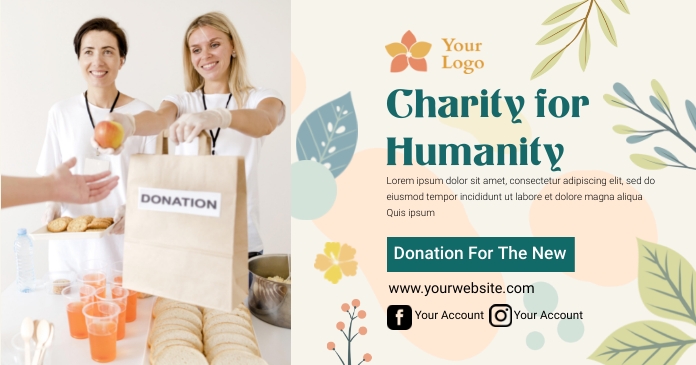 DONATION
Your
Logo
Charity for
Humanity
Lorem ipsum dolor sit amet, consectetur adipiscing elit, sed do
eiusmod tempor incididunt ut labore et dolore magna aliqua
Quis ipsum
Donation For The New
www.yourwebsite.com
Your Account Your Account